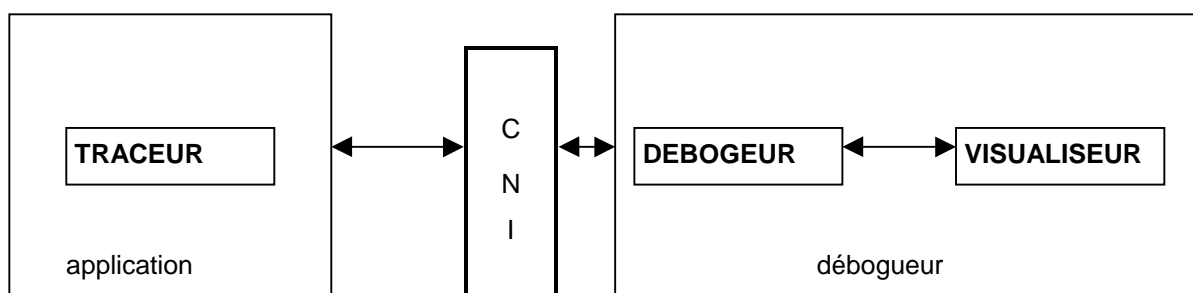 TRACEUR
application
C
N
I
DEBOGEUR
VISUALISEUR
débogueur